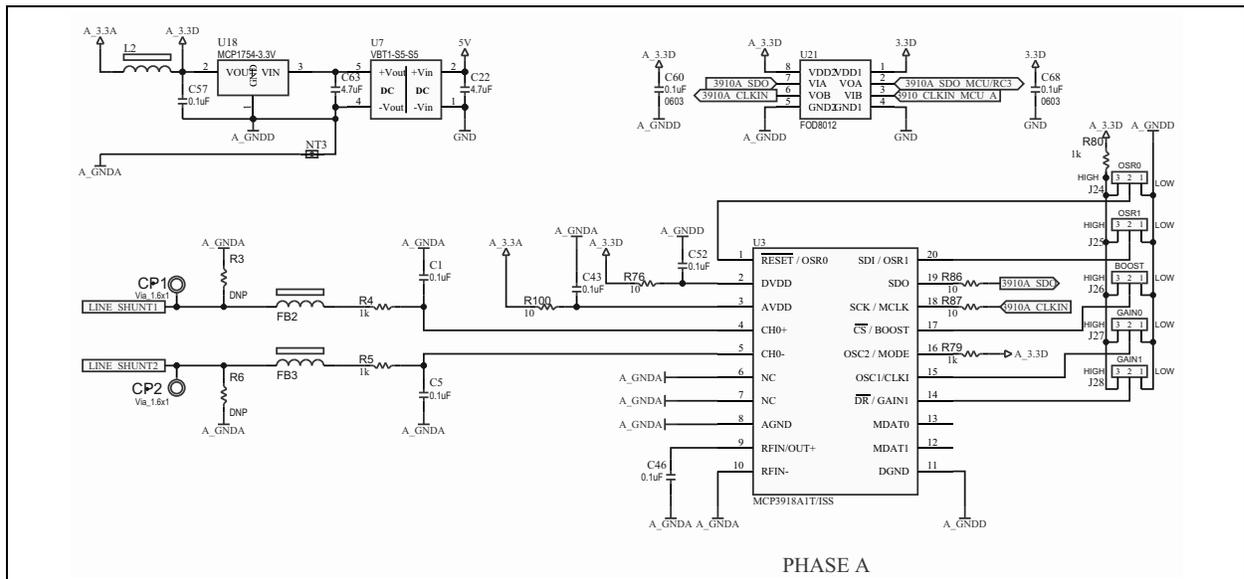 A_3.3A
A_3.3D
L2
U18
MCP1754-3.3V
2
VOUT
VIN
3
GND
1
C57
0.1uF
A_GNDD
C63
4.7uF
U7
VBT1-S5-S5
5
+Vout
+Vin
2
DC
DC
4
-Vout
-Vin
1
5V
C22
4.7uF
GND
NT3
A_GNDA
A_3.3D
C60
0.1uF
0603
A_GNDD
A_3.3D
U21
3.3D
8
VDD2
VDD1
1
3910A_SDO
7
VIA
VOA
2
3910A_SDO_MCU/RC3
3910A_CLKIN
6
VOB
VIB
3
3910_CLKIN_MCU_A
5
GND2
GND1
4
FOD8012
A_GNDD
GND
3.3D
C68
0.1uF
0603
GND
A_3.3D
A_GNDD
R80
1k
OSR0
HIGH
3 2 1
LOW
J24
OSR1
HIGH
3 2 1
LOW
J25
BOOST
HIGH
3 2 1
LOW
J26
GAIN0
HIGH
3 2 1
LOW
J27
GAIN1
HIGH
3 2 1
LOW
J28
A_GNDA
R3
DNP
CP1
Via_1.6x1
LINE_SHUNT1
FB2
R4
1k
A_GNDA
C1
0.1uF
LINE_SHUNT2
CP2
Via_1.6x1
R6
DNP
A_GNDA
FB3
R5
1k
C5
0.1uF
A_GNDA
A_3.3A
R100
10
A_GNDA
C43
0.1uF
A_3.3D
R76
10
A_GNDD
C52
0.1uF
U3
1
RESET / OSR0
SDI / OSR1
20
2
DVDD
SDO
19
R86
10
3910A_SDO
3
AVDD
SCK / MCLK
18
R87
10
3910A_CLKIN
4
CH0+
CS / BOOST
17
5
CH0-
OSC2 / MODE
16
R79
1k
A_3.3D
A_GNDA
6
NC
OSC1/CLKI
15
A_GNDA
7
NC
DR / GAIN1
14
A_GNDA
8
AGND
MDAT0
13
9
RFIN/OUT+
MDAT1
12
10
RFIN-
DGND
11
C46
0.1uF
MCP3918A1T/ISS
A_GNDA
A_GNDA
A_GNDD
PHASE A